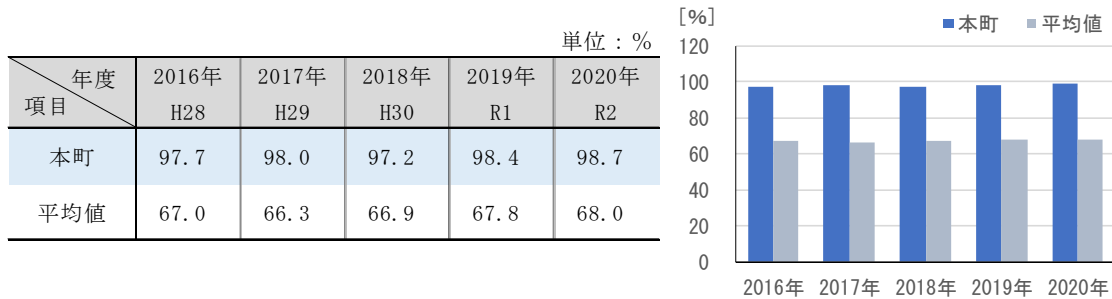 単位：%
年度 2016年 2017年 2018年 2019年 2020年
項目 H28 H29 H30 R1 R2
本町 97.7 98.0 97.2 98.4 98.7
平均値 67.0 66.3 66.9 67.8 68.0
[%]
本町 平均値
120
100
80
60
40
20
0
2016年 2017年 2018年 2019年 2020年